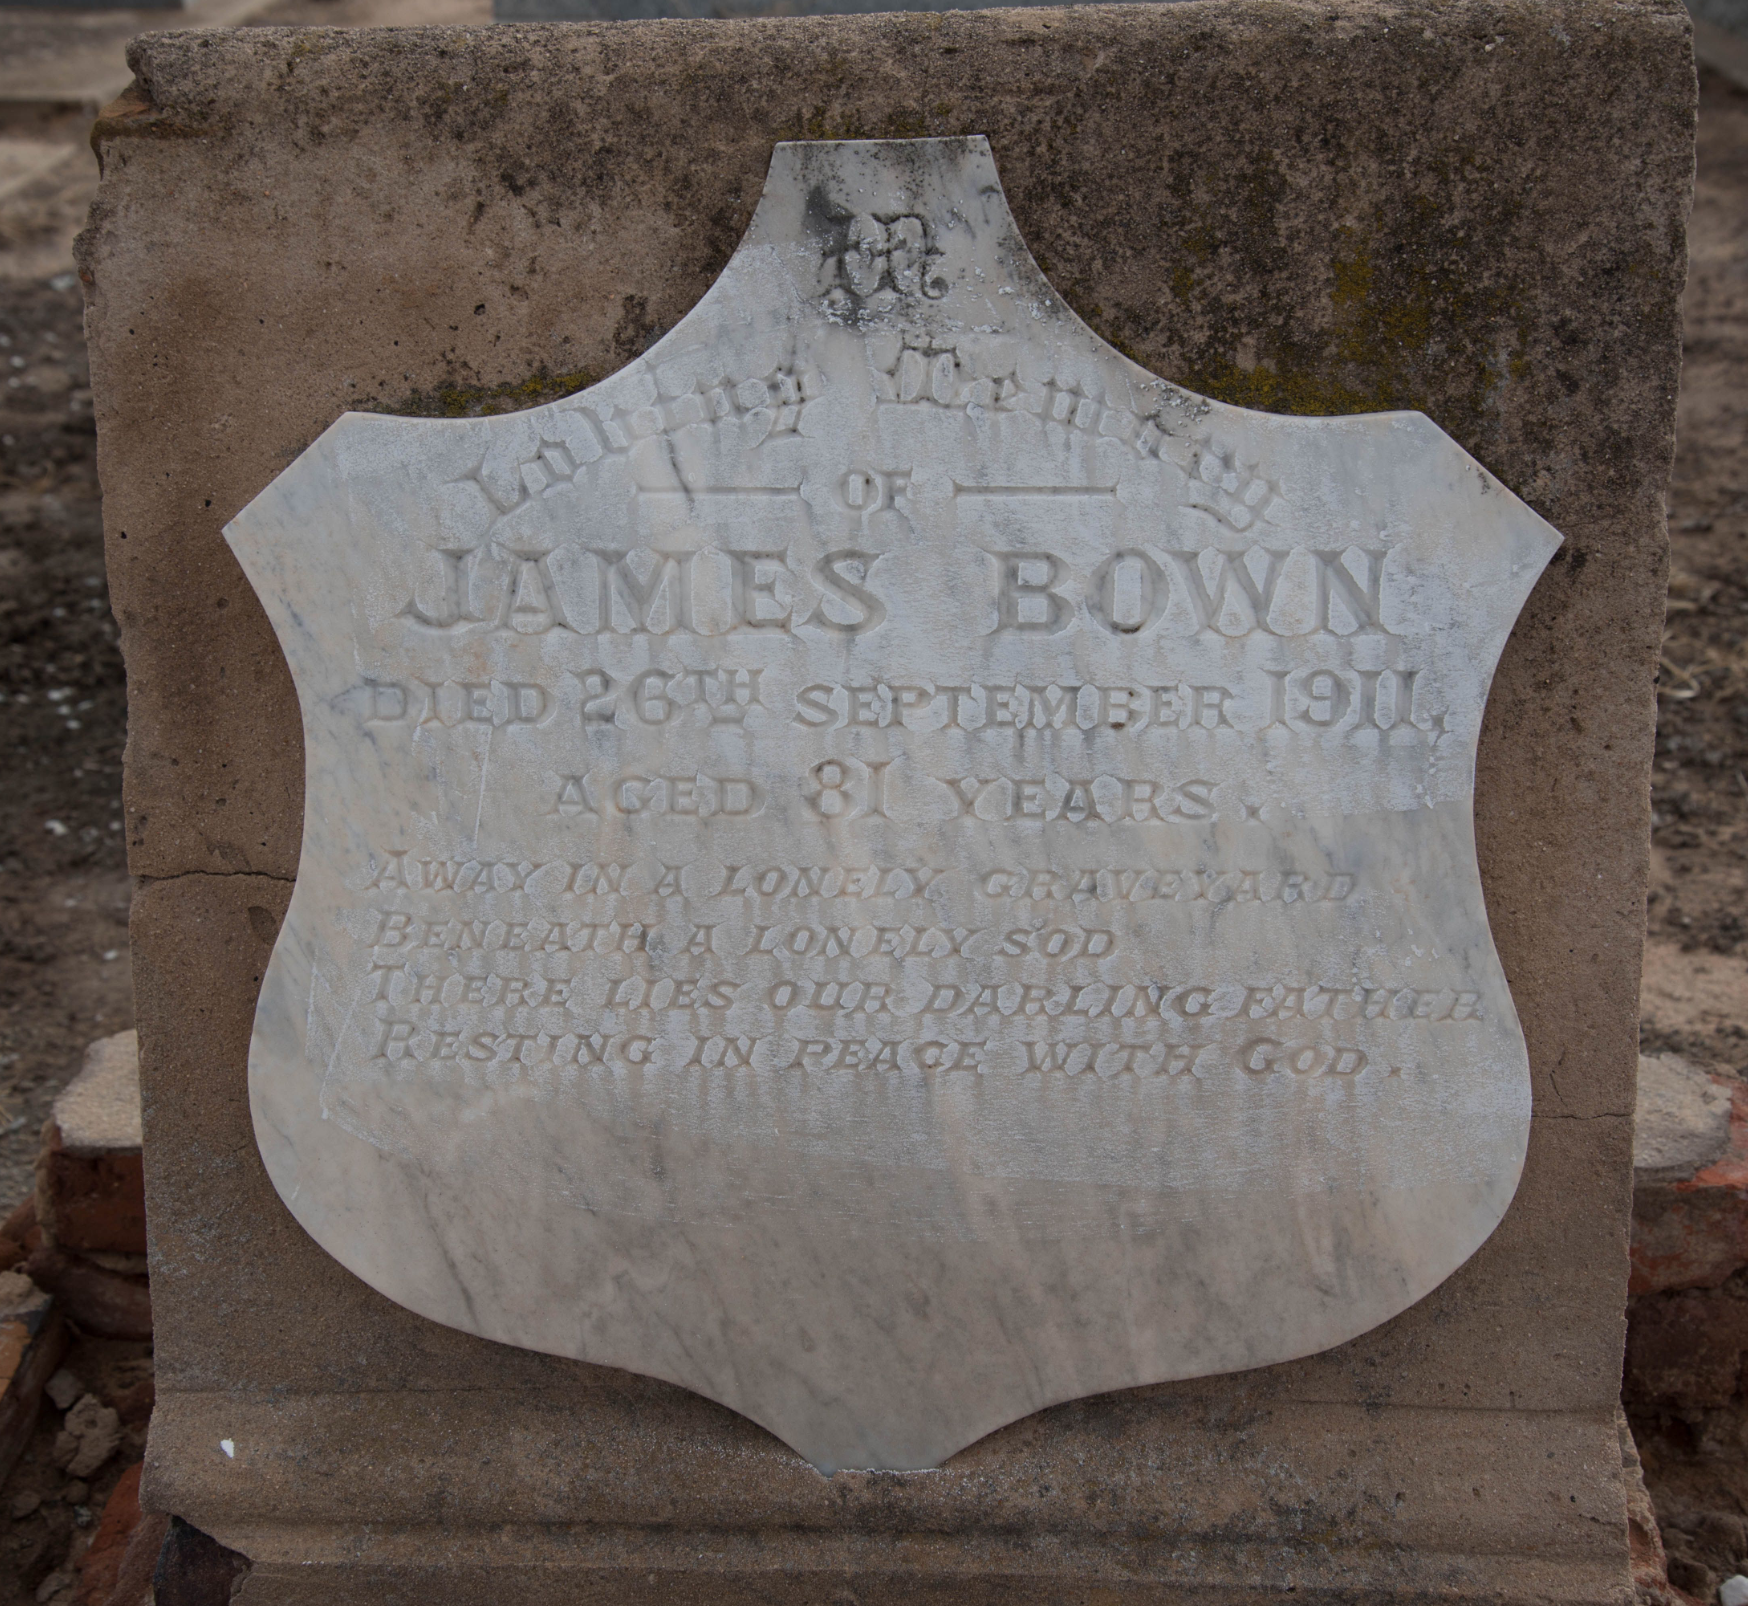 In
Loving Memory
OF
JAMES BOWN
DIED 26TH SEPTEMBER 1911,
AGED 81 YEARS.
AWAY IN A LONELY GRAVEYARD
BENEATH A LONELY SOD
THERE LIES OUR DARLING FATHER
RESTING IN PEACE WITH GOD.